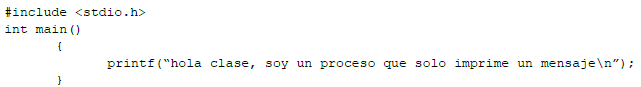 #include <stdio.h>
int main()
{
printf(“hola clase, soy un proceso que solo imprime un mensaje\n”);
}